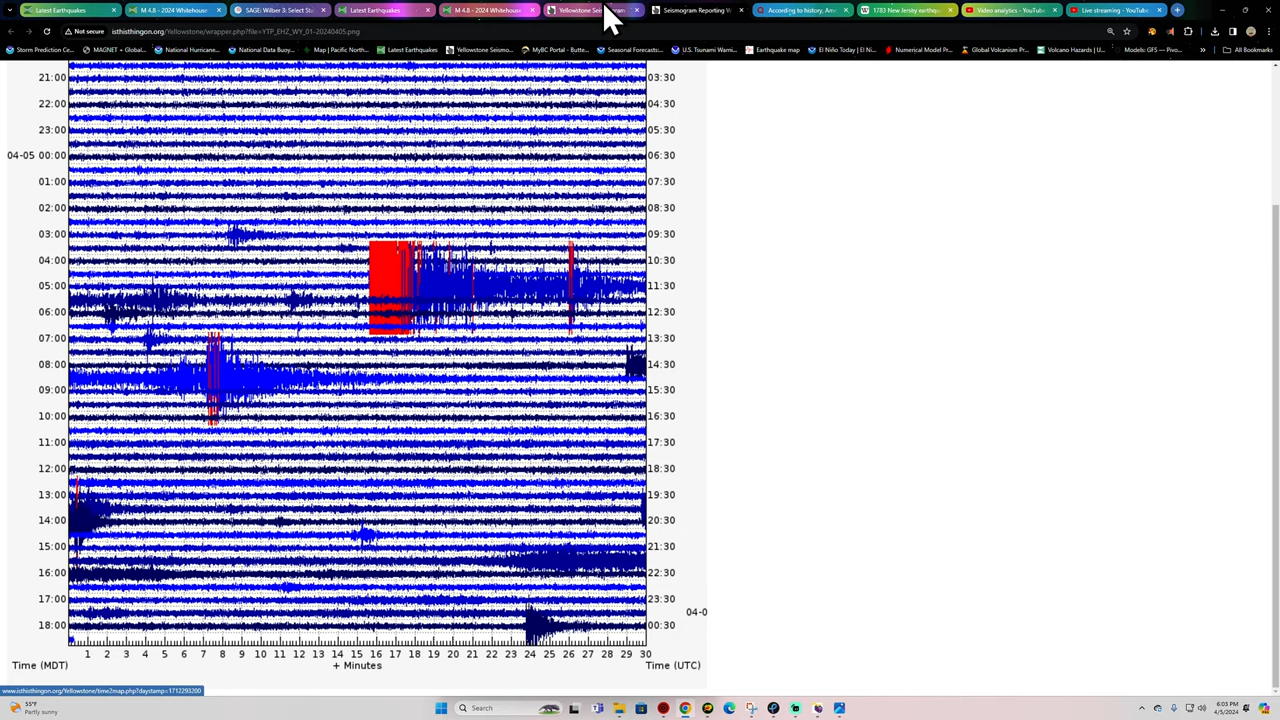 Latest Earthquakes
M 4.8 - 2024 Whitehouse
SAGE: Wilber 3: Select Sta
Latest Earthquakes
M 4.8 - 2024 Whitehouse
Yellowstone Seismogram
Seismogram Reporting W
According to history, Am
1783 New Jersey earthqu
Video analytics - YouTube
Live streaming - YouTube
Not secure
isthisthingon.org/Yellowstone/wrapper.php?file=YTP_EHZ_WY_01-20240405.png
Storm Prediction Ce...
MAGNET + Global...
National Hurricane...
National Data Buoy...
Map | Pacific North...
Latest Earthquakes
Yellowstone Seismo...
MyBC Portal - Butte...
Seasonal Forecasts:...
U.S. Tsunami Warni...
Earthquake map
El Niño Today | El Ni...
Numerical Model Pr...
Global Volcanism Pr...
Volcano Hazards | U...
Models: GFS — Pivo...
All Bookmarks
21:00 03:30
22:00 04:30
23:00 05:30
04-05 00:00 06:30
01:00 07:30
02:00 08:30
03:00 09:30
04:00 10:30
05:00 11:30
06:00 12:30
07:00 13:30
08:00 14:30
09:00 15:30
10:00 16:30
11:00 17:30
12:00 18:30
13:00 19:30
14:00 20:30
15:00 21:30
16:00 22:30
17:00 23:30
04-0
18:00 00:30
1 2 3 4 5 6 7 8 9 10 11 12 13 14 15 16 17 18 19 20 21 22 23 24 25 26 27 28 29 30
Time (MDT) + Minutes Time (UTC)
www.isthisthingon.org/Yellowstone/time2map.php?daystamp=1712293200
55°F
Partly sunny
Search
6:03 PM
4/5/2024